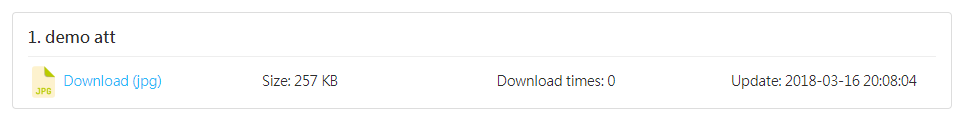 1. demo att
JPG Download (jpg) Size: 257 KB Download times: 0 Update: 2018-03-16 20:08:04